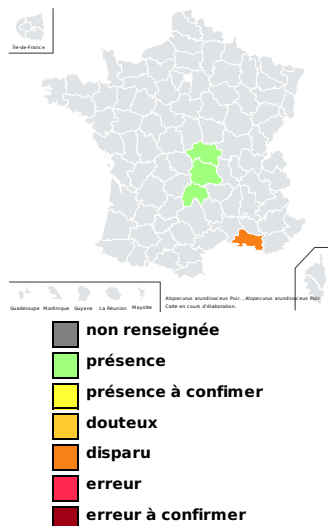 Île-de-France
Guadeloupe Martinique Guyane La Réunion Mayotte
Alopecurus arundinaceus Poir. , Alopecurus arundinaceus Poir.
Carte en cours d'élaboration.
non renseignée
présence
présence à confimer
douteux
disparu
erreur
erreur à confirmer